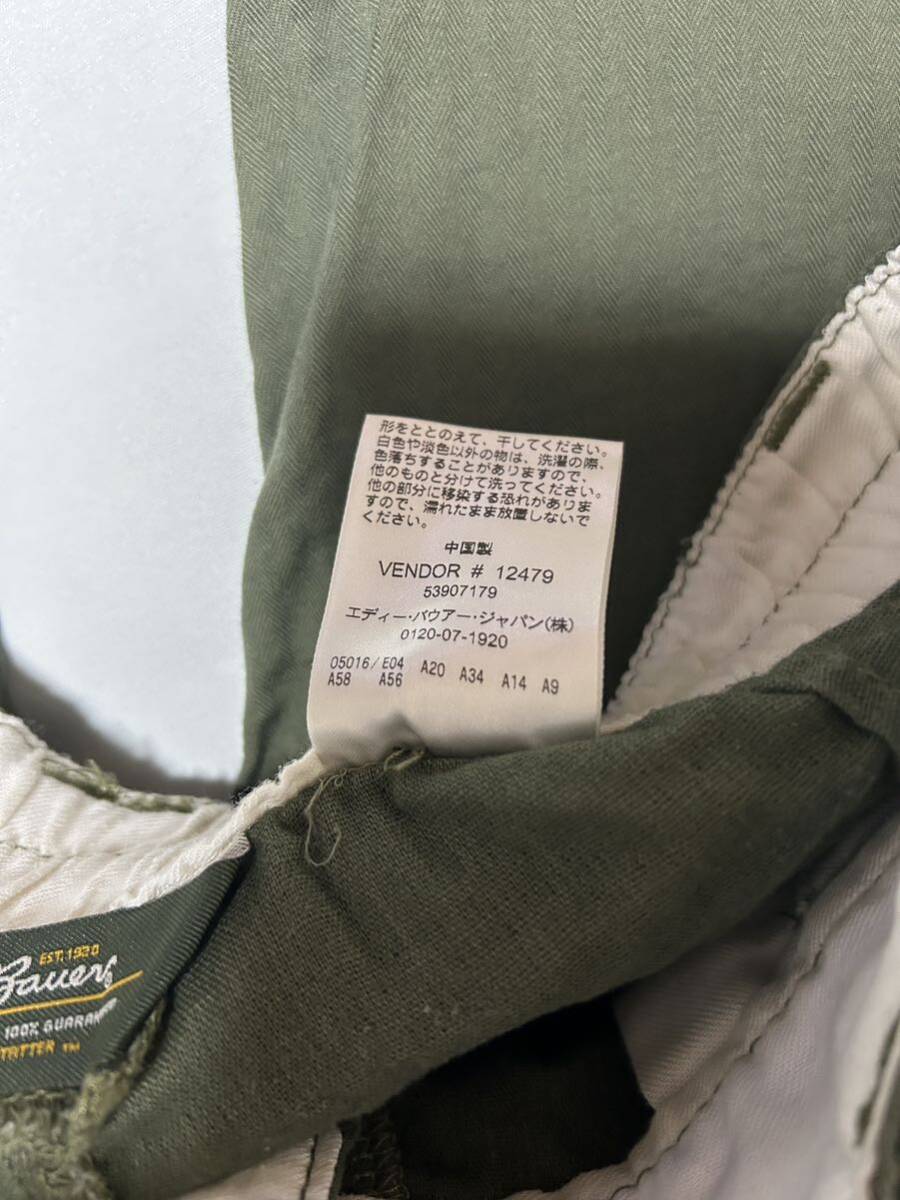 形をととのえて、干してください。
白色や淡色以外の物は、洗濯の際、
色落ちすることがありますので、
他のものと分けて洗ってください。
他の部分に移染する恐れがありま
すので、濡れたまま放置しないで
ください。
中国製
VENDOR # 12479
53907179
エディー・バウアー・ジャパン(株)
0120-07-1920
05016/E04 A20 A34 A14 A9
A58 A56
EST. 1920
Bauer
100% GUARAN
TATTER ™